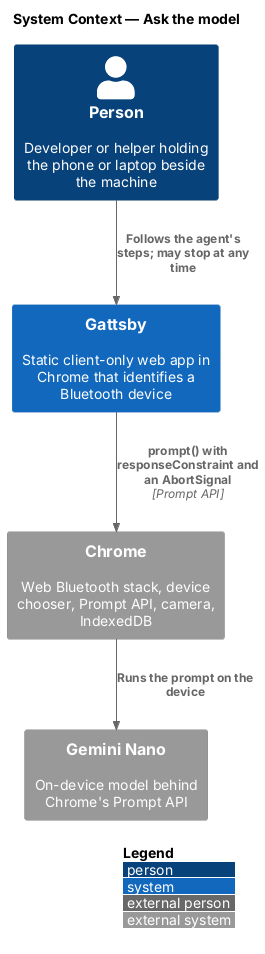 System Context — Ask the model
Person
Developer or helper holding
the phone or laptop beside
the machine
Follows the agent's
steps; may stop at any
time
Gattsby
Static client-only web app in
Chrome that identifies a
Bluetooth device
prompt() with
responseConstraint and
an AbortSignal
[Prompt API]
Chrome
Web Bluetooth stack, device
chooser, Prompt API, camera,
IndexedDB
Runs the prompt on the
device
Gemini Nano
On-device model behind
Chrome's Prompt API
Legend
person
system
external person
external system